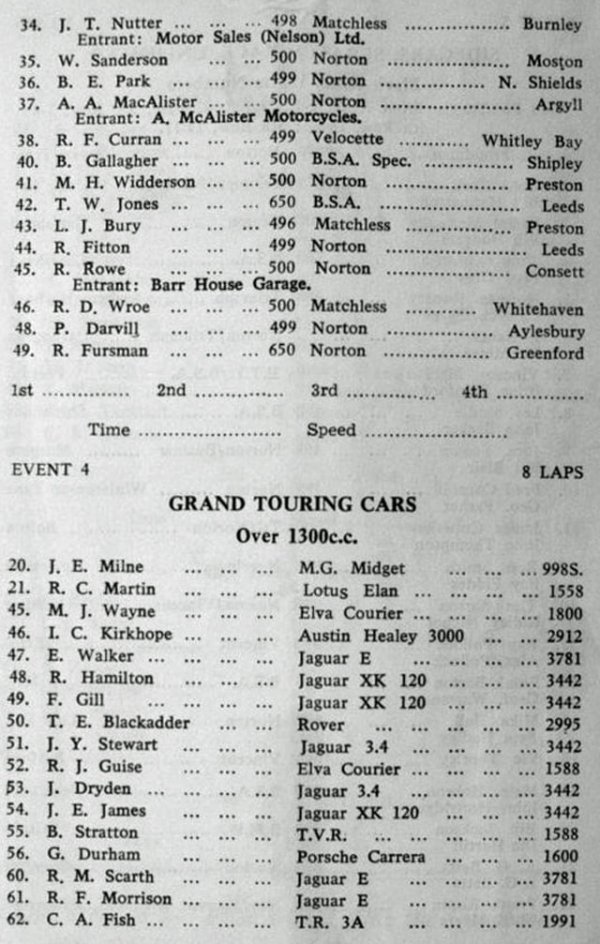 34. J. T. Nutter ... ... ... 498 Matchless .................. Burnley
Entrant: Motor Sales (Nelson) Ltd.
35. W. Sanderson ... ... 500 Norton ..................... Moston
36. B. E. Park ... ... ... 499 Norton ................ N. Shields
37. A. A. MacAlister ... ... 500 Norton ..................... Argyll
Entrant: A. McAlister Motorcycles.
38. R. F. Curran ... ... ... 499 Velocette ............ Whitley Bay
40. B. Gallagher ... ... ... 500 B.S.A. Spec. ............... Shipley
41. M. H. Widderson ... ... 500 Norton ..................... Preston
42. T. W. Jones ... ... ... 650 B.S.A. ........................ Leeds
43. L. J. Bury ... ... ... 496 Matchless .................. Preston
44. R. Fitton ... ... ... 499 Norton ........................ Leeds
45. R. Rowe ... ... ... 500 Norton ..................... Consett
Entrant: Barr House Garage.
46. R. D. Wroe ... ... ... 500 Matchless ............ Whitehaven
48. P. Darvill ... ... ... 499 Norton .................. Aylesbury
49. R. Fursman ... ... ... 650 Norton .................. Greenford
1st ............... 2nd ............... 3rd ............... 4th ...............
Time ........................ Speed ........................
EVENT 4 8 LAPS
GRAND TOURING CARS
Over 1300c.c.
20. J. E. Milne ... ... ... M.G. Midget ... ... ... 998S.
21. R. C. Martin ... ... ... Lotus Elan ... ... ... ... 1558
45. M. J. Wayne ... ... ... Elva Courier ... ... ... ... 1800
46. I. C. Kirkhope ... ... ... Austin Healey 3000 ... ... 2912
47. E. Walker ... ... ... ... Jaguar E ... ... ... ... 3781
48. R. Hamilton ... ... ... Jaguar XK 120 ... ... ... 3442
49. F. Gill ... ... ... ... Jaguar XK 120 ... ... ... 3442
50. T. E. Blackadder ... ... Rover ... ... ... ... ... 2995
51. J. Y. Stewart ... ... ... Jaguar 3.4 ... ... ... ... 3442
52. R. J. Guise ... ... ... Elva Courier ... ... ... ... 1588
53. J. Dryden ... ... ... ... Jaguar 3.4 ... ... ... ... 3442
54. J. E. James ... ... ... Jaguar XK 120 ... ... ... 3442
55. B. Stratton ... ... ... T.V.R. ... ... ... ... ... 1588
56. G. Durham ... ... ... Porsche Carrera ... ... ... 1600
60. R. M. Scarth ... ... ... Jaguar E ... ... ... ... 3781
61. R. F. Morrison ... ... ... Jaguar E ... ... ... ... 3781
62. C. A. Fish ... ... ... ... T.R. 3A ... ... ... ... 1991